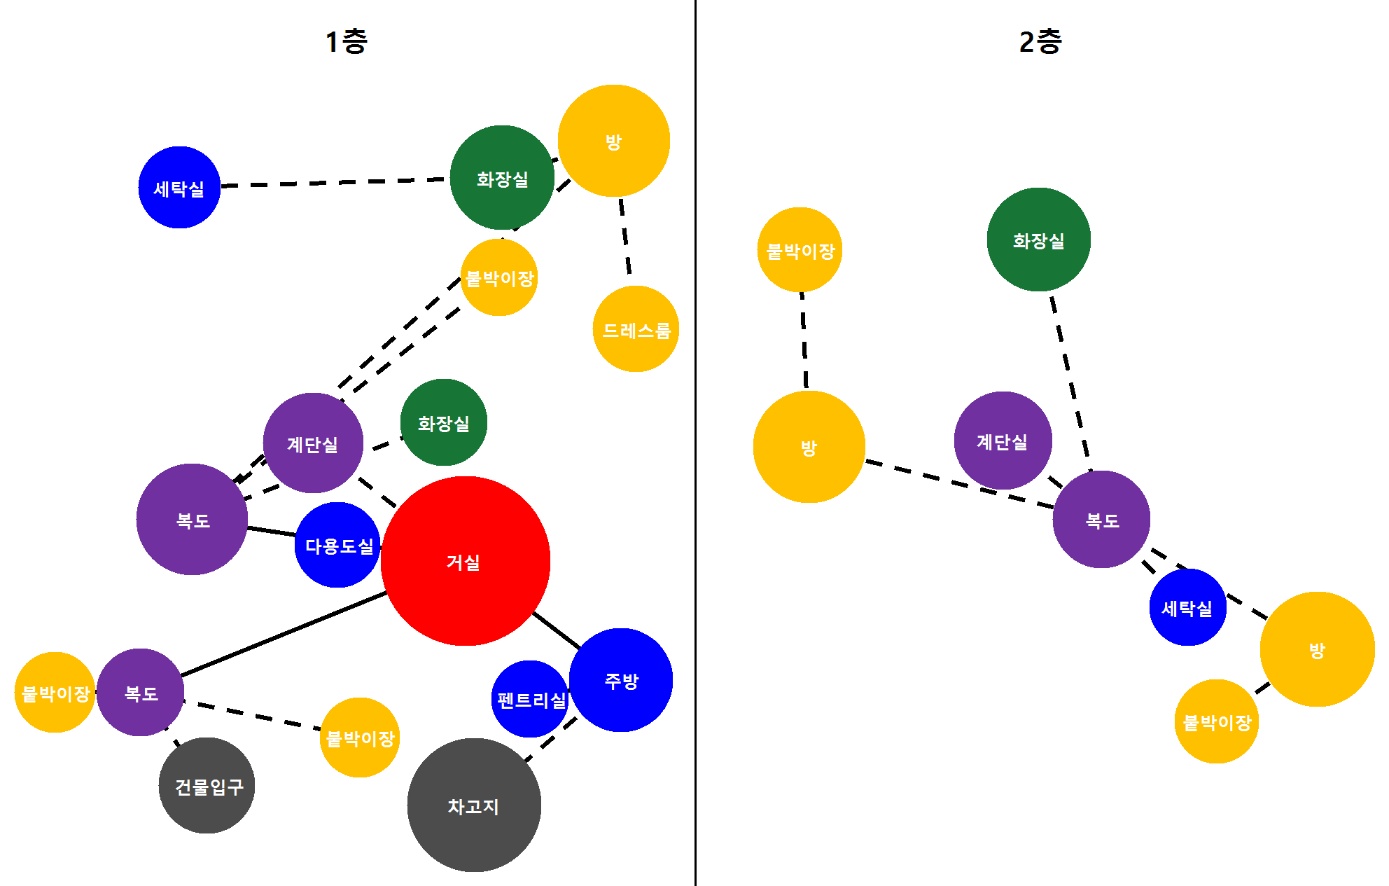 1층
방
화장실
세탁실
붙박이장
드레스룸
화장실
계단실
복도
다용도실
거실
주방
붙박이장
복도
펜트리실
붙박이장
건물입구
차고지
2층
화장실
붙박이장
계단실
방
복도
세탁실
방
붙박이장